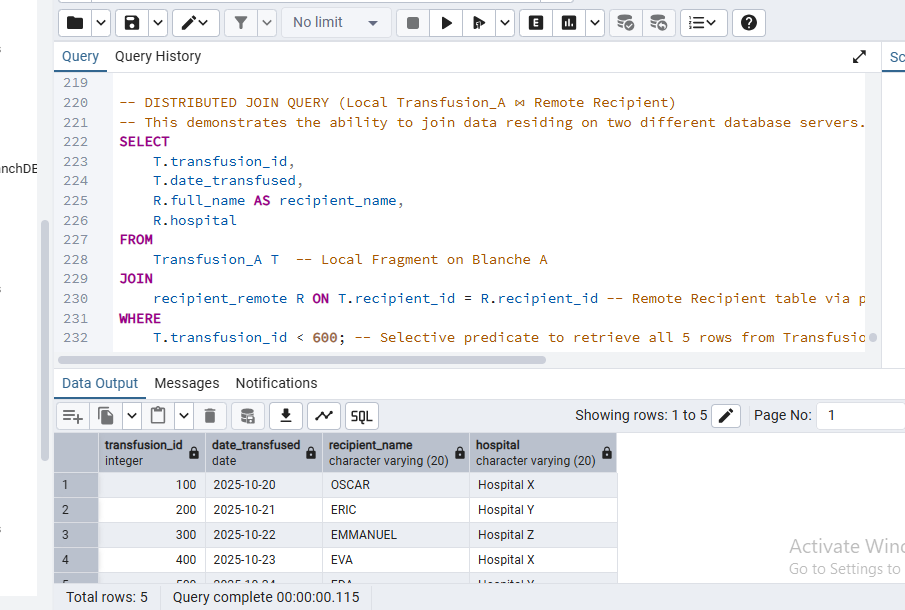 No limit
Query Query History Sc
nchDE
219
220 -- DISTRIBUTED JOIN QUERY (Local Transfusion_A ⋈ Remote Recipient)
221 -- This demonstrates the ability to join data residing on two different database servers.
222 SELECT
223 T.transfusion_id,
224 T.date_transfused,
225 R.full_name AS recipient_name,
226 R.hospital
227 FROM
228 Transfusion_A T -- Local Fragment on Blanche A
229 JOIN
230 recipient_remote R ON T.recipient_id = R.recipient_id -- Remote Recipient table via p
231 WHERE
232 T.transfusion_id < 600; -- Selective predicate to retrieve all 5 rows from Transfusio
Data Output Messages Notifications
SQL Showing rows: 1 to 5 Page No: 1
transfusion_id date_transfused recipient_name hospital
integer date character varying (20) character varying (20)
1 100 2025-10-20 OSCAR Hospital X
2 200 2025-10-21 ERIC Hospital Y
3 300 2025-10-22 EMMANUEL Hospital Z
4 400 2025-10-23 EVA Hospital X
Activate Win
Go to Settings to
Total rows: 5 Query complete 00:00:00.115